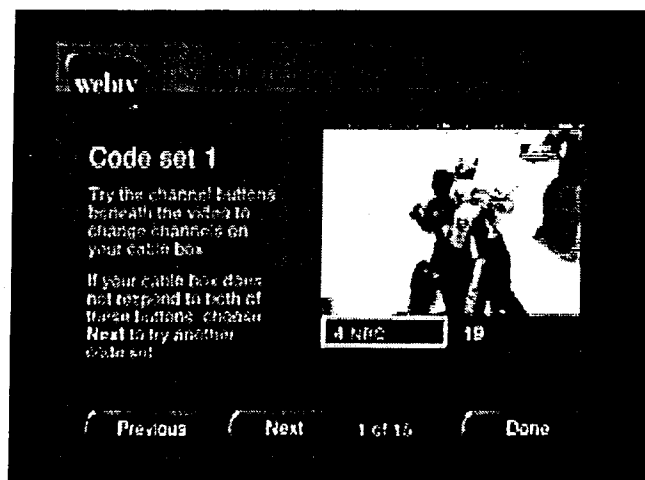 webtv
Code set 1
Try the channel buttons
beneath the video to
change channels on
your cable box
If your cable box does
not respond to both of
these buttons, choose
Next to try another
code set
4 NBC
19
Previous
Next
1 of 15
Done